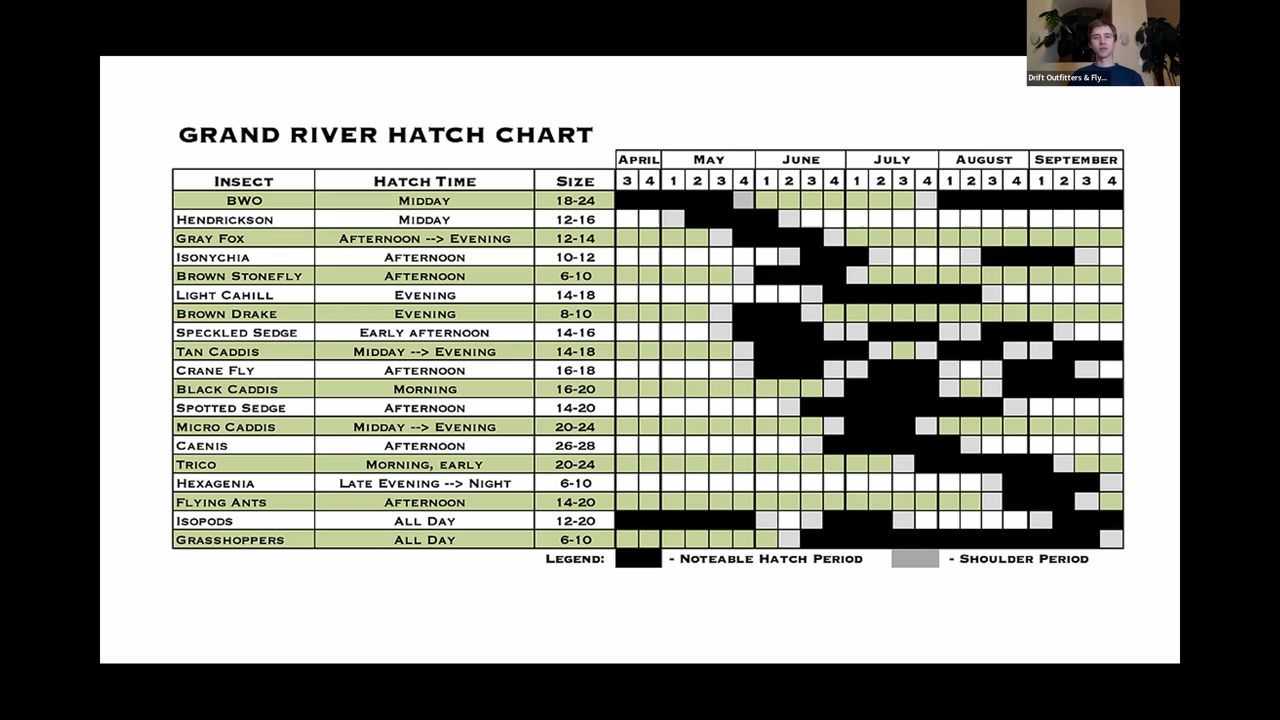 Drift Outfitters & Fly...
GRAND RIVER HATCH CHART
APRIL MAY JUNE JULY AUGUST SEPTEMBER
INSECT HATCH TIME SIZE 3 4 1 2 3 4 1 2 3 4 1 2 3 4 1 2 3 4 1 2 3 4
BWO MIDDAY 18-24
HENDRICKSON MIDDAY 12-16
GRAY FOX AFTERNOON --> EVENING 12-14
ISONYCHIA AFTERNOON 10-12
BROWN STONEFLY AFTERNOON 6-10
LIGHT CAHILL EVENING 14-18
BROWN DRAKE EVENING 8-10
SPECKLED SEDGE EARLY AFTERNOON 14-16
TAN CADDIS MIDDAY --> EVENING 14-18
CRANE FLY AFTERNOON 16-18
BLACK CADDIS MORNING 16-20
SPOTTED SEDGE AFTERNOON 14-20
MICRO CADDIS MIDDAY --> EVENING 20-24
CAENIS AFTERNOON 26-28
TRICO MORNING, EARLY 20-24
HEXAGENIA LATE EVENING --> NIGHT 6-10
FLYING ANTS AFTERNOON 14-20
ISOPODS ALL DAY 12-20
GRASSHOPPERS ALL DAY 6-10
LEGEND: - NOTEABLE HATCH PERIOD - SHOULDER PERIOD